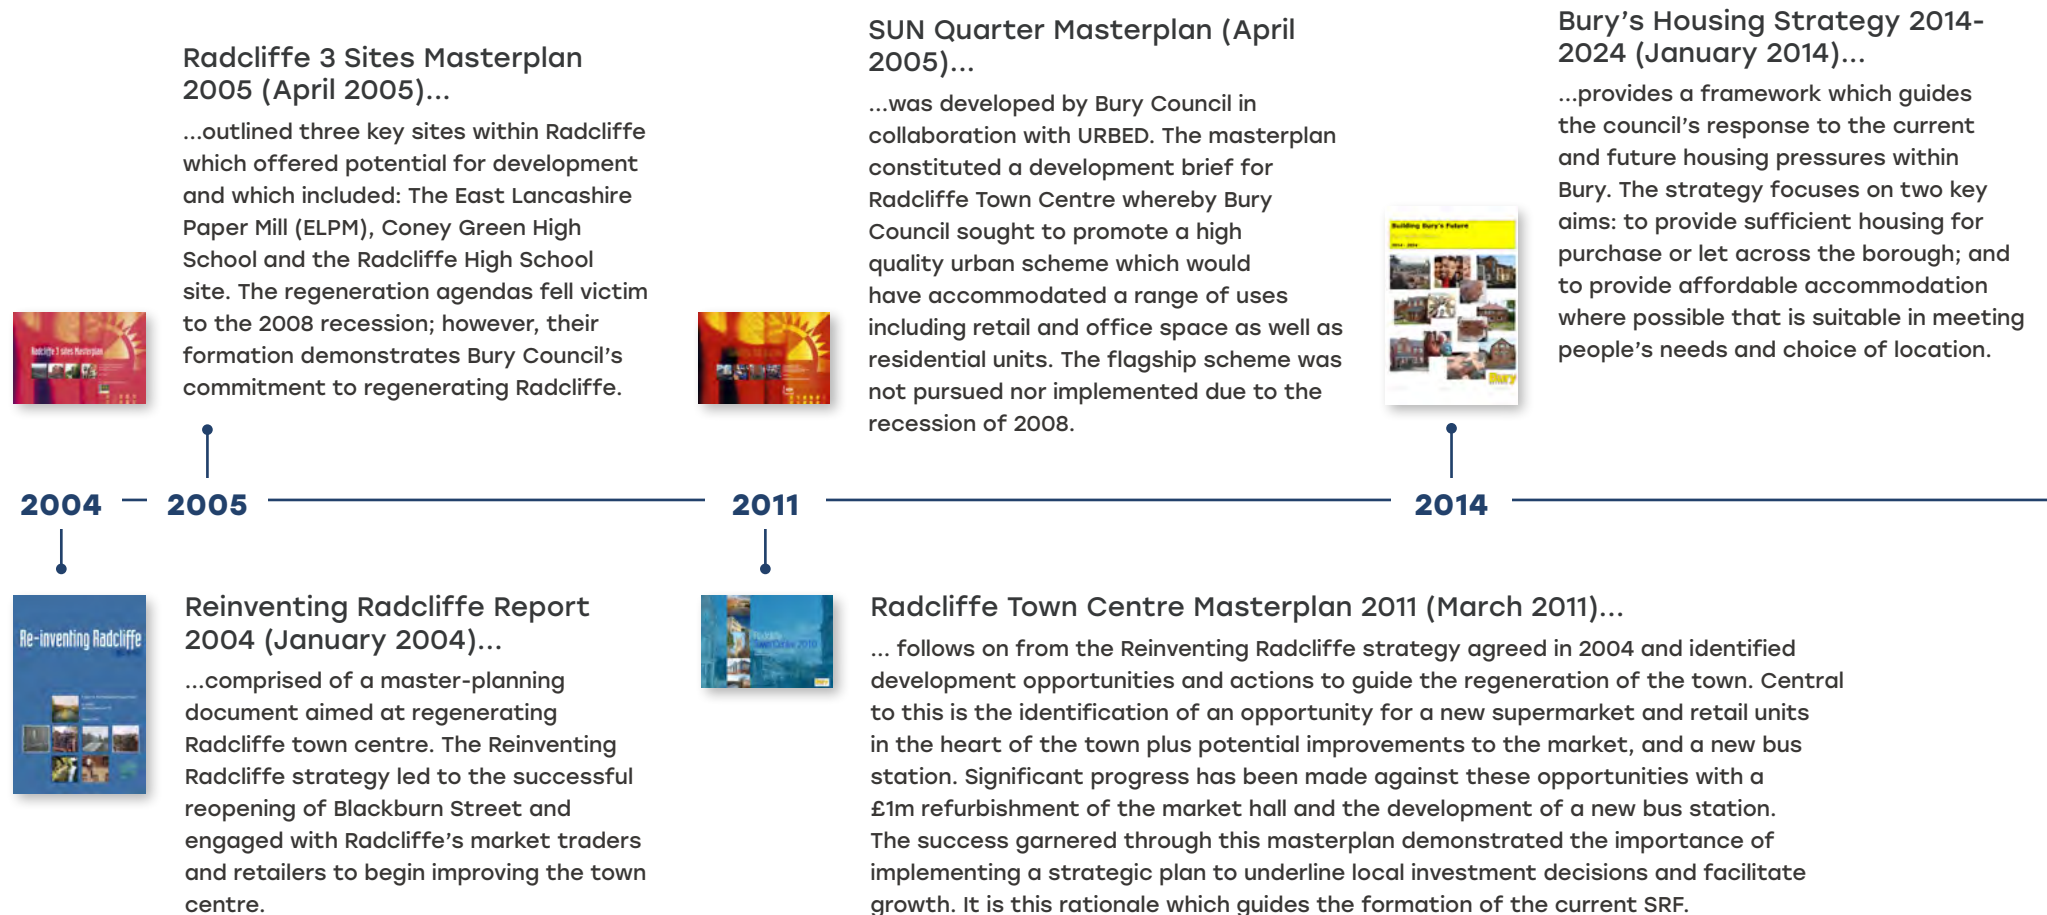 Radcliffe 3 Sites Masterplan
2005 (April 2005)...
...outlined three key sites within Radcliffe
which offered potential for development
and which included: The East Lancashire
Paper Mill (ELPM), Coney Green High
School and the Radcliffe High School
site. The regeneration agendas fell victim
to the 2008 recession; however, their
formation demonstrates Bury Council's
commitment to regenerating Radcliffe.
Radcliffe 3 sites Masterplan
SUN Quarter Masterplan (April
2005)...
...was developed by Bury Council in
collaboration with URBED. The masterplan
constituted a development brief for
Radcliffe Town Centre whereby Bury
Council sought to promote a high
quality urban scheme which would
have accommodated a range of uses
including retail and office space as well as
residential units. The flagship scheme was
not pursued nor implemented due to the
recession of 2008.
Bury's Housing Strategy 2014-
2024 (January 2014)...
...provides a framework which guides
the council's response to the current
and future housing pressures within
Bury. The strategy focuses on two key
aims: to provide sufficient housing for
purchase or let across the borough; and
to provide affordable accommodation
where possible that is suitable in meeting
people's needs and choice of location.
Building Bury's Future
2014 - 2024
Bury
2004
2005
2011
2014
Re-inventing Radcliffe
Reinventing Radcliffe Report
2004 (January 2004)...
...comprised of a master-planning
document aimed at regenerating
Radcliffe town centre. The Reinventing
Radcliffe strategy led to the successful
reopening of Blackburn Street and
engaged with Radcliffe's market traders
and retailers to begin improving the town
centre.
Radcliffe
Town Centre 2010
Bury
Radcliffe Town Centre Masterplan 2011 (March 2011)...
... follows on from the Reinventing Radcliffe strategy agreed in 2004 and identified
development opportunities and actions to guide the regeneration of the town. Central
to this is the identification of an opportunity for a new supermarket and retail units
in the heart of the town plus potential improvements to the market, and a new bus
station. Significant progress has been made against these opportunities with a
£1m refurbishment of the market hall and the development of a new bus station.
The success garnered through this masterplan demonstrated the importance of
implementing a strategic plan to underline local investment decisions and facilitate
growth. It is this rationale which guides the formation of the current SRF.